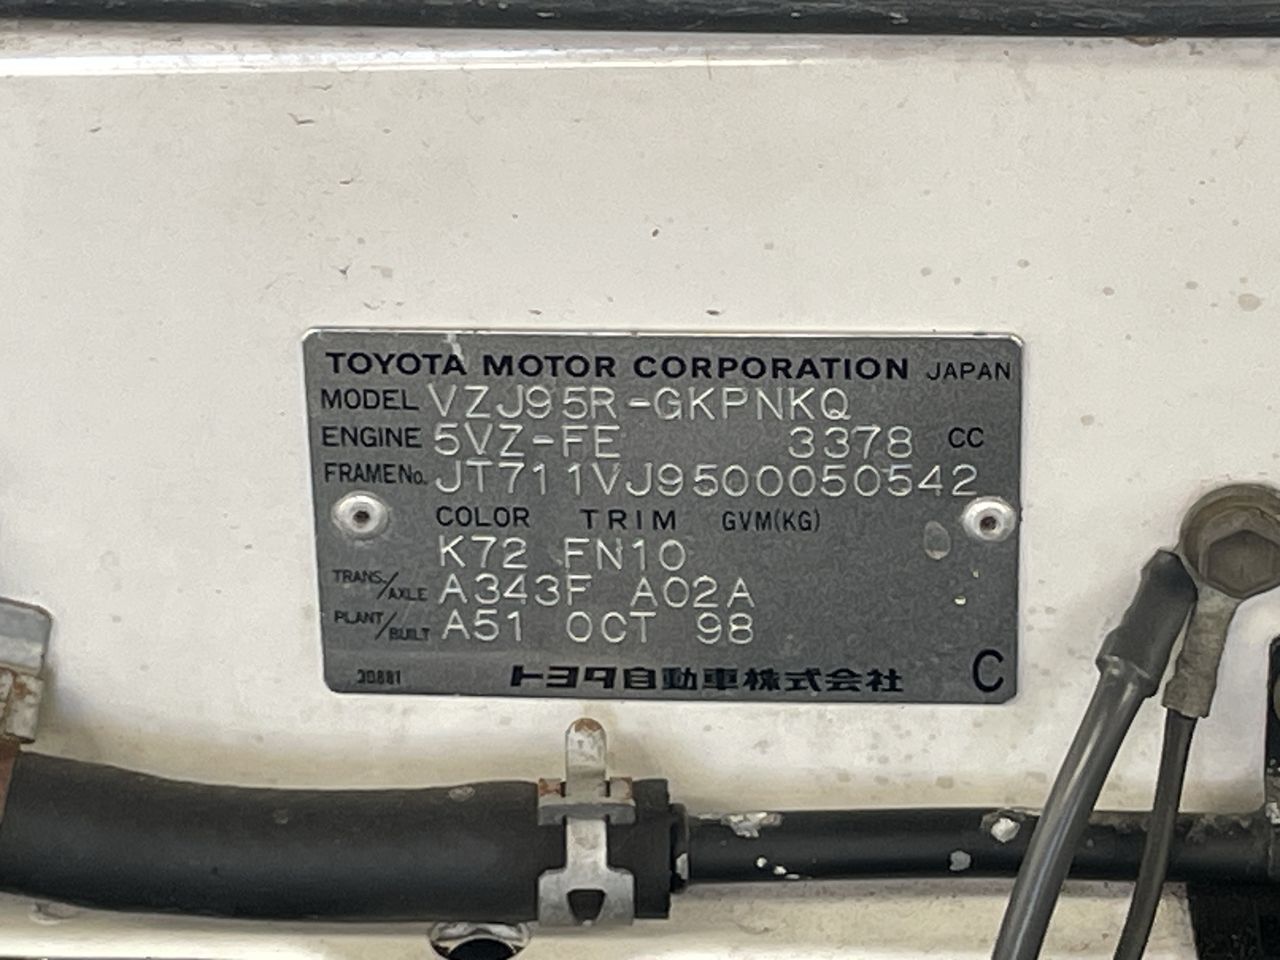 TOYOTA MOTOR CORPORATION JAPAN
MODEL VZJ95R-GKPNKQ
ENGINE 5VZ-FE 3378 CC
FRAME No. JT711VJ9500050542
COLOR TRIM GVM(KG)
K72 FN10
TRANS./AXLE A343F A02A
PLANT/BUILT A51 OCT 98
30881 トヨタ自動車株式会社 C